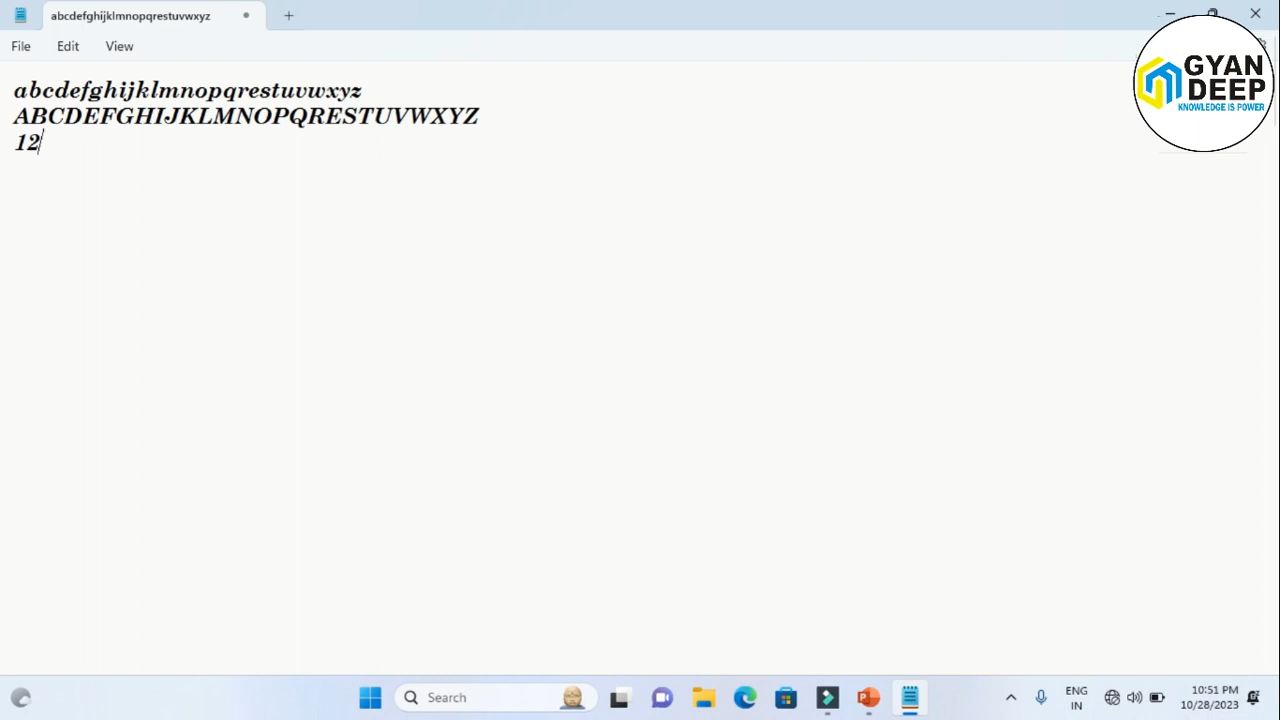 abcdefghijklmnopqrestuvwxyz
File Edit View
abcdefghijklmnopqrestuvwxyz
ABCDEFGHIJKLMNOPQRESTUVWXYZ
12
GYAN
DEEP
KNOWLEDGE IS POWER
Search
ENG
IN
10:51 PM
10/28/2023